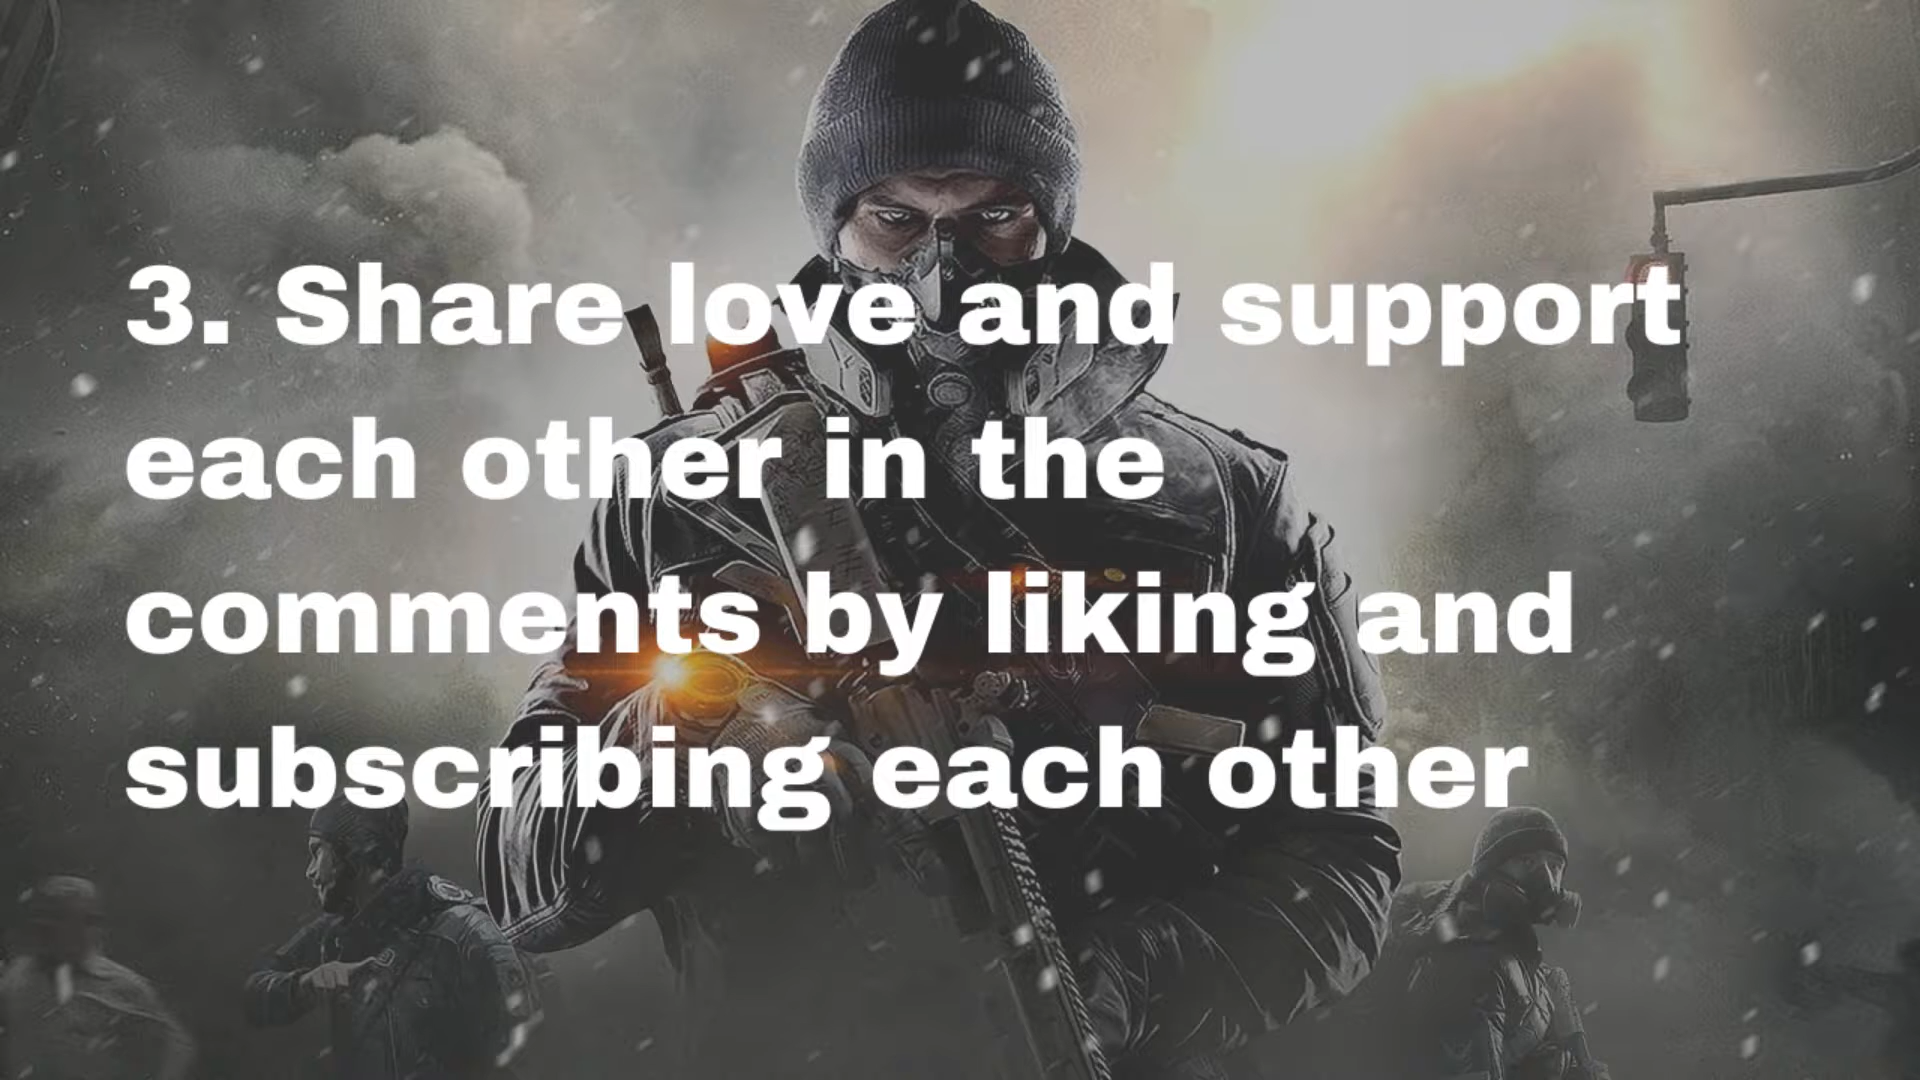 3. Share love and support
each other in the
comments by liking and
subscribing each other